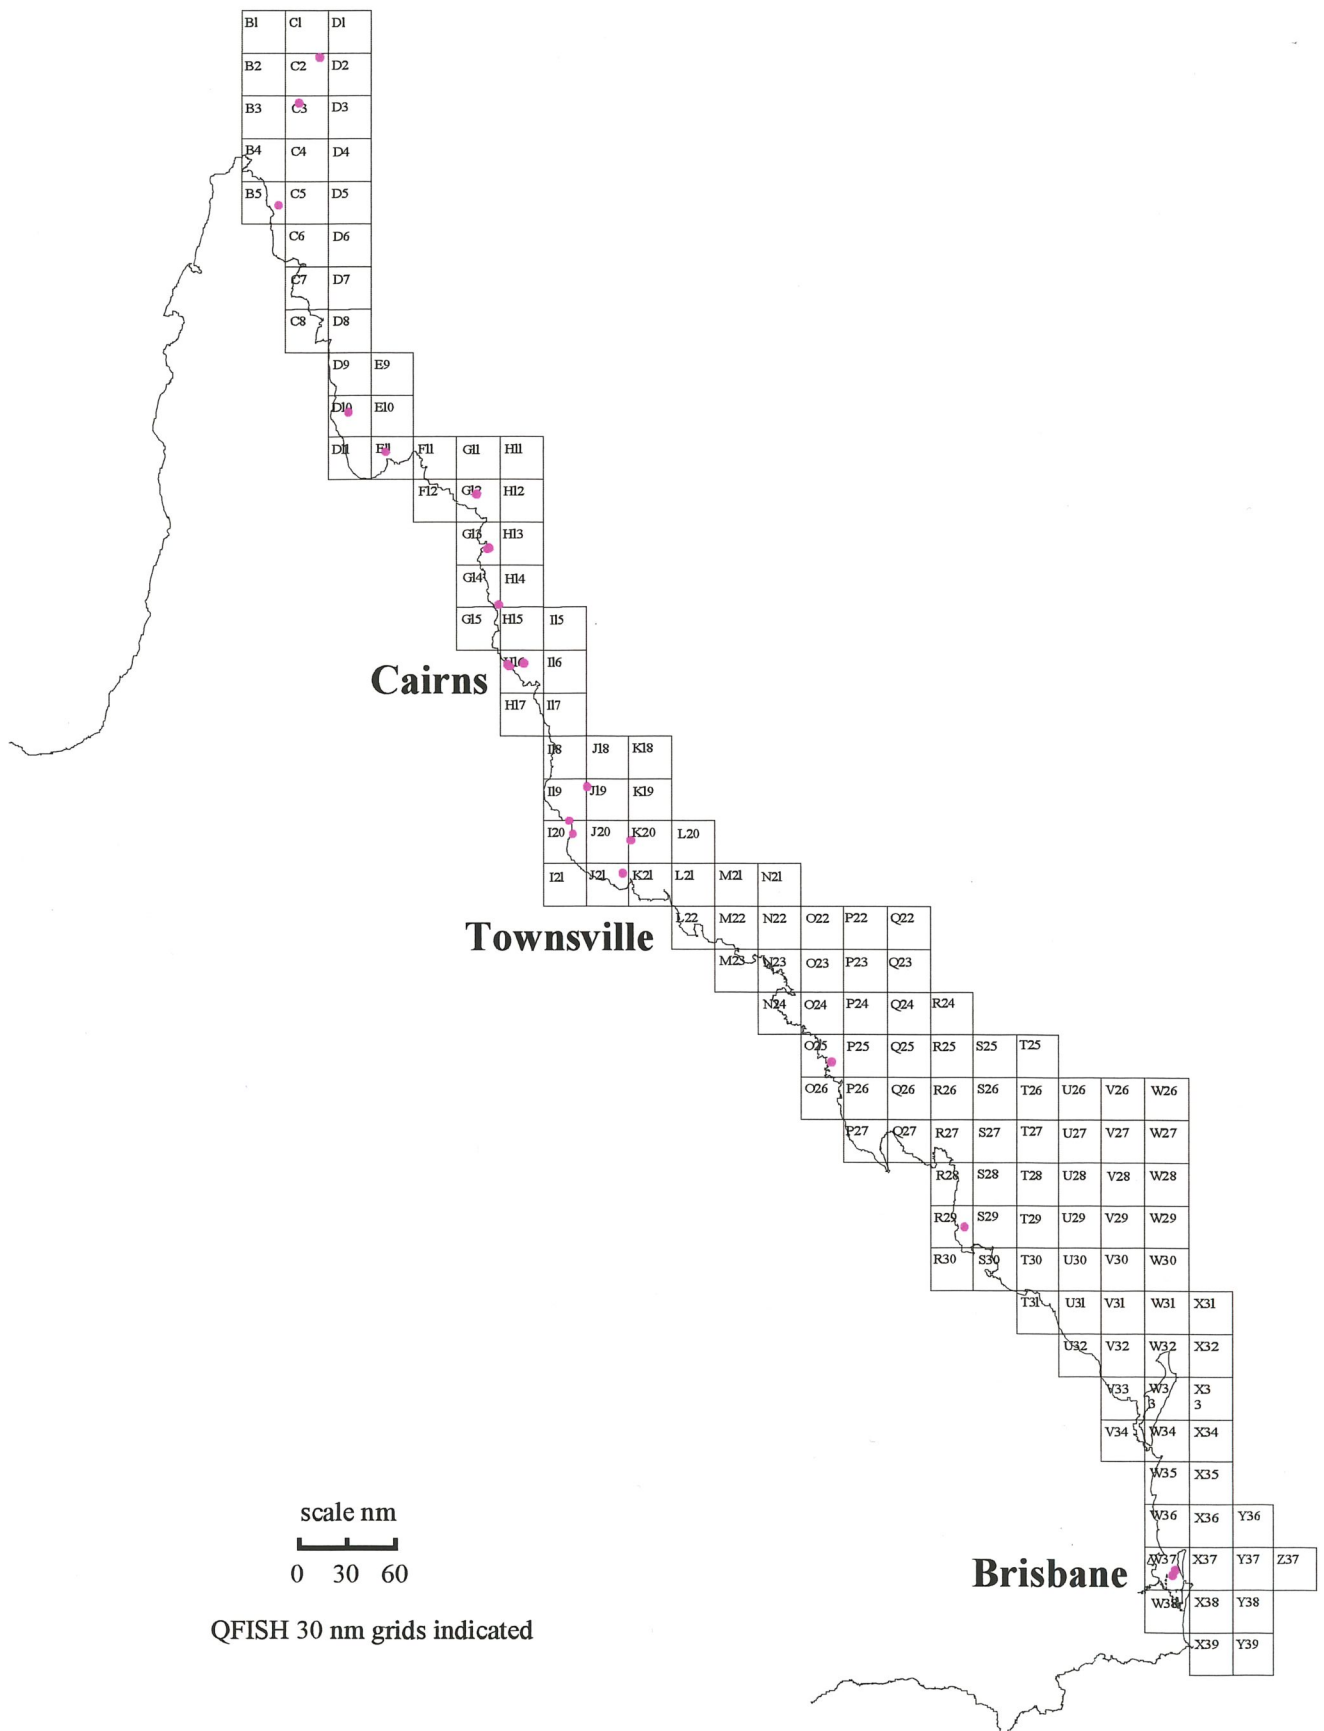 B1 C1 D1
B2 C2 D2
B3 C3 D3
B4 C4 D4
B5 C5 D5
C6 D6
C7 D7
C8 D8
D9 E9
D10 E10
D11 E11 F11 G11 H11
F12 G12 H12
G13 H13
G14 H14
G15 H15 I15
H16 I16
Cairns
H17 I17
I18 J18 K18
I19 J19 K19
I20 J20 K20 L20
I21 J21 K21 L21 M21 N21
L22 M22 N22 O22 P22 Q22
Townsville
M23 N23 O23 P23 Q23
N24 O24 P24 Q24 R24
O25 P25 Q25 R25 S25 T25
O26 P26 Q26 R26 S26 T26 U26 V26 W26
P27 Q27 R27 S27 T27 U27 V27 W27
R28 S28 T28 U28 V28 W28
R29 S29 T29 U29 V29 W29
R30 S30 T30 U30 V30 W30
T31 U31 V31 W31 X31
U32 V32 W32 X32
V33 W3 X3
3 3
V34 W34 X34
W35 X35
W36 X36 Y36
Brisbane
W37 X37 Y37 Z37
W38 X38 Y38
X39 Y39
scale nm
0 30 60
QFISH 30 nm grids indicated